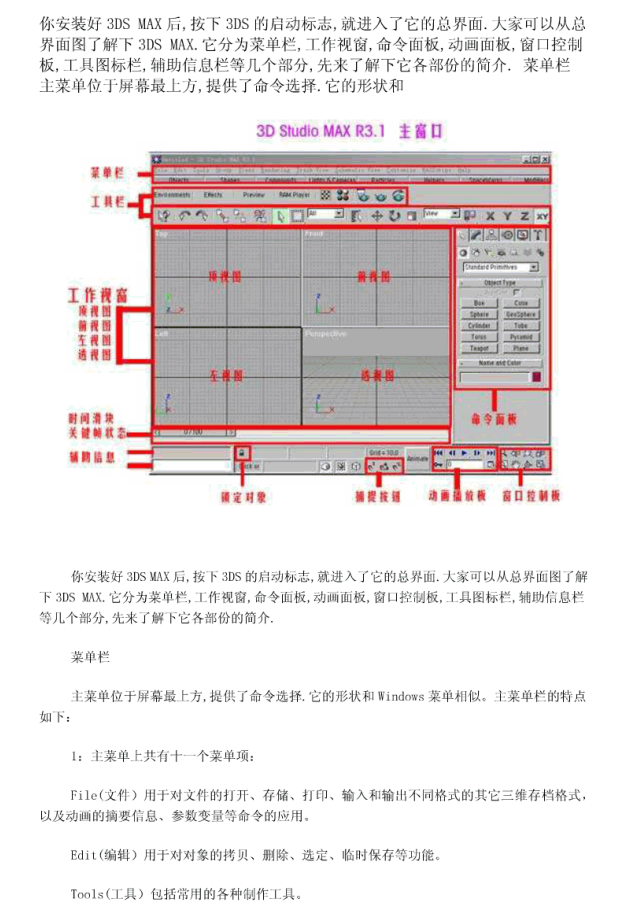 你安装好 3DS MAX 后,按下 3DS 的启动标志,就进入了它的总界面.大家可以从总
界面图了解下 3DS MAX.它分为菜单栏,工作视窗,命令面板,动画面板,窗口控制
板,工具图标栏,辅助信息栏等几个部分,先来了解下它各部份的简介. 菜单栏
主菜单位于屏幕最上方,提供了命令选择.它的形状和
3D Studio MAX R3.1 主窗口
菜单栏
工具栏
Environments Effects Preview RAM Player
All
View
X Y Z XY
Top
Front
顶视图
前视图
工作视窗
顶视图
前视图
左视图
透视图
Left
Perspective
左视图
透视图
Standard Primitives
Object Type
Box Cone
Sphere GeoSphere
Cylinder Tube
Torus Pyramid
Teapot Plane
Name and Color
命令面板
时间滑块
关键帧状态
0 / 100
辅助信息
Grid = 10.0
Animate
锁定对象
捕捉按钮
动画播放板
窗口控制板
你安装好 3DS MAX 后,按下 3DS 的启动标志,就进入了它的总界面.大家可以从总界面图了解
下 3DS MAX.它分为菜单栏,工作视窗,命令面板,动画面板,窗口控制板,工具图标栏,辅助信息栏
等几个部分,先来了解下它各部份的简介.
菜单栏
主菜单位于屏幕最上方,提供了命令选择.它的形状和 Windows 菜单相似。主菜单栏的特点
如下:
1: 主菜单上共有十一个菜单项:
File(文件) 用于对文件的打开、存储、打印、输入和输出不同格式的其它三维存档格式,
以及动画的摘要信息、参数变量等命令的应用。
Edit(编辑) 用于对对象的拷贝、删除、选定、临时保存等功能。
Tools(工具) 包括常用的各种制作工具。